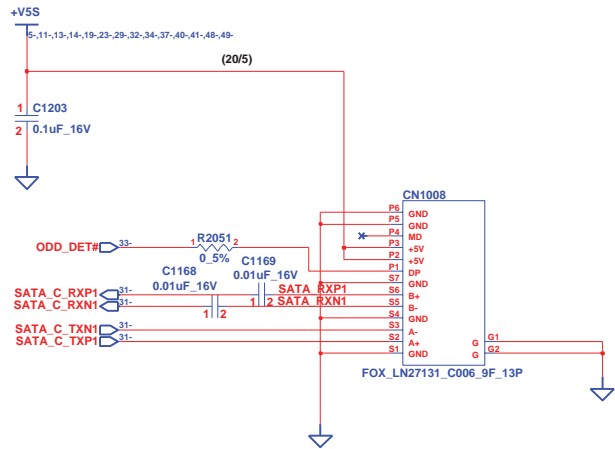 +V5S
5-,11-,13-,14-,19-,23-,29-,32-,34-,37-,40-,41-,48-,49-
(20/5)
1 C1203
2 0.1uF_16V
CN1008
P6 GND
P5 GND
P4 MD
P3 +5V
P2 +5V
P1 DP
S7 GND
S6 B+
S5 B-
S4 GND
S3 A-
S2 A+
S1 GND
G G1
G G2
FOX_LN27131_C006_9F_13P
ODD_DET# 33-
1 R2051 2
0_5%
C1169
0.01uF_16V
1 2
C1168
0.01uF_16V
1 2
SATA_C_RXP1 31-
SATA_RXP1
SATA_C_RXN1 31-
SATA_RXN1
SATA_C_TXN1 31-
SATA_C_TXP1 31-